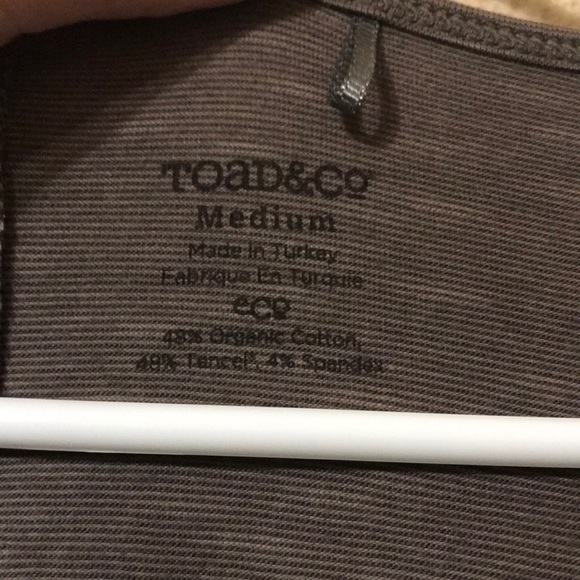 TOAD&CO
Medium
Made in Turkey
Fabrique En Turquie
eco
48% Organic Cotton,
48% Tencel®, 4% Spandex